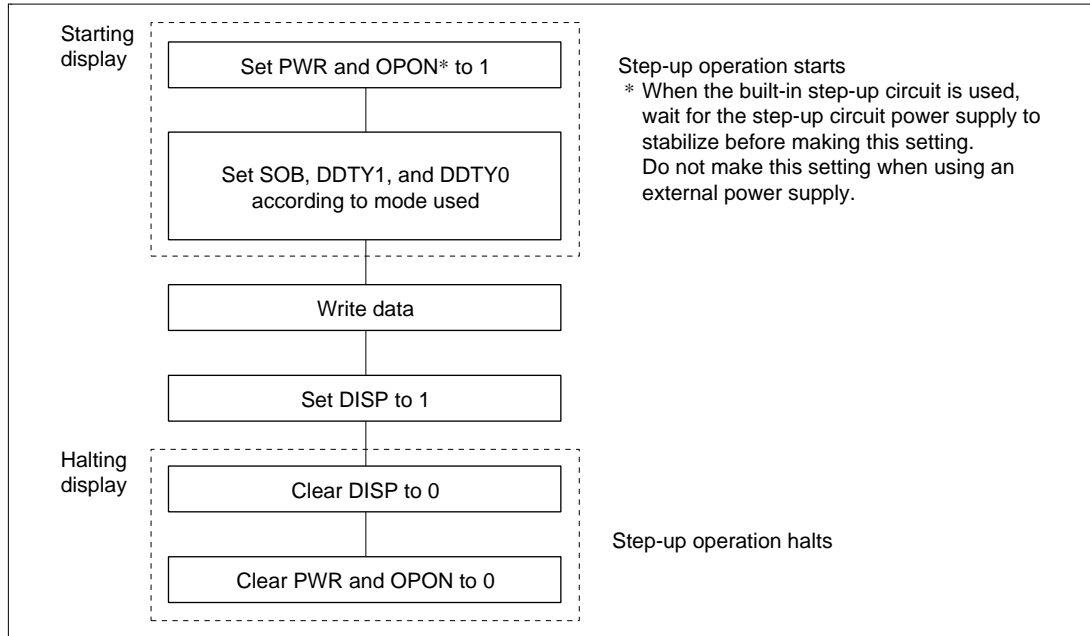 Starting
display
Set PWR and OPON* to 1
Step-up operation starts
* When the built-in step-up circuit is used,
wait for the step-up circuit power supply to
stabilize before making this setting.
Do not make this setting when using an
external power supply.
Set SOB, DDTY1, and DDTY0
according to mode used
Write data
Set DISP to 1
Halting
display
Clear DISP to 0
Step-up operation halts
Clear PWR and OPON to 0